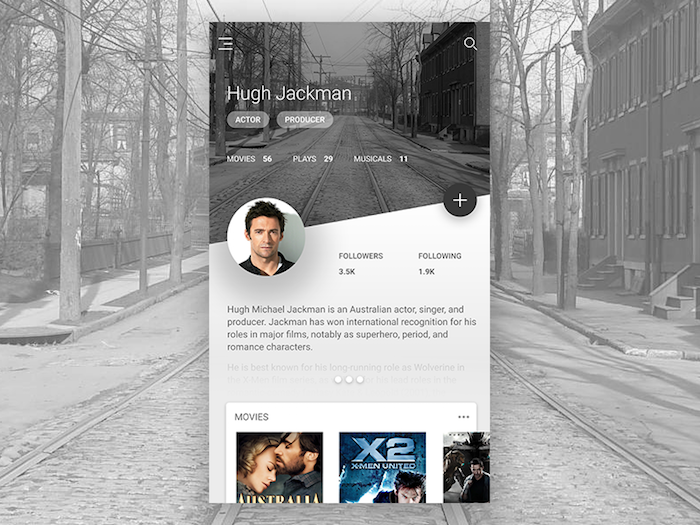 Hugh Jackman
ACTOR PRODUCER
MOVIES 56 PLAYS 29 MUSICALS 11
FOLLOWERS FOLLOWING
3.5K 1.9K
Hugh Michael Jackman is an Australian actor, singer, and
producer. Jackman has won international recognition for his
roles in major films, notably as superhero, period, and
romance characters.
He is best known for his long-running role as Wolverine in
the X-Men film series, as for his lead roles in the
MOVIES
AUSTRALIA
X2
X-MEN UNITED